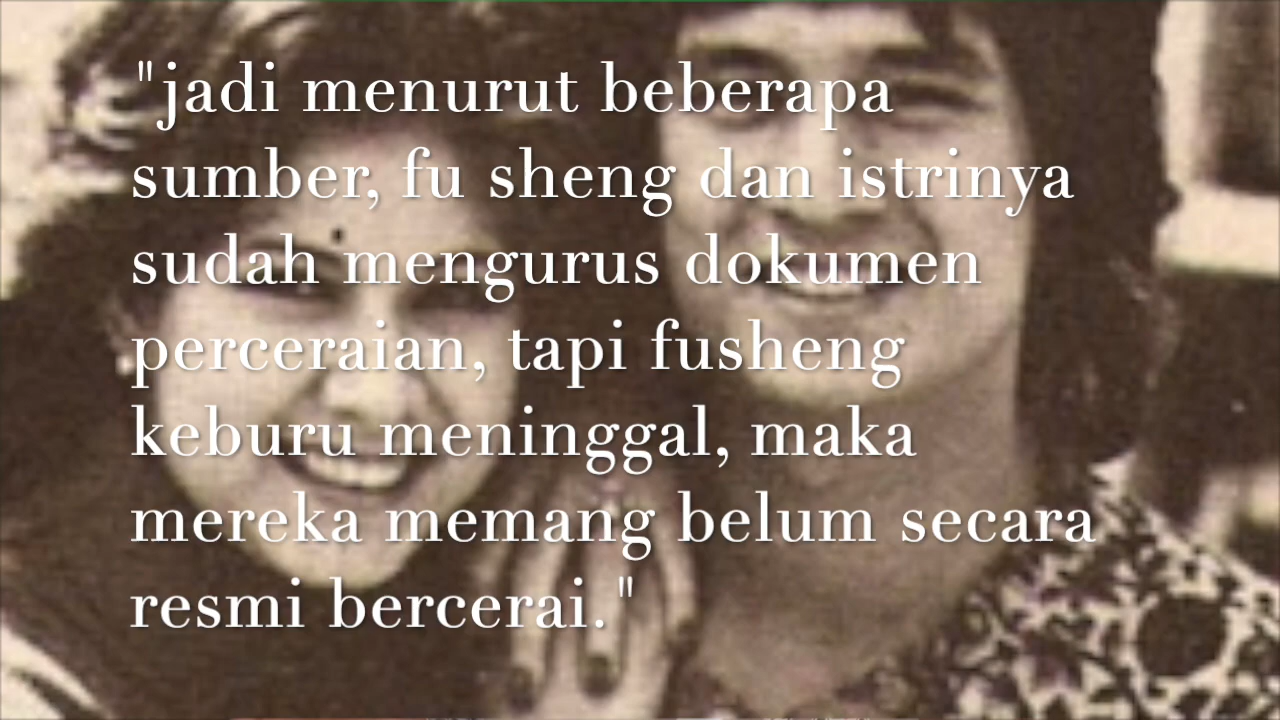 "jadi menurut beberapa
sumber, fu sheng dan istrinya
sudah mengurus dokumen
perceraian, tapi fusheng
keburu meninggal, maka
mereka memang belum secara
resmi bercerai."